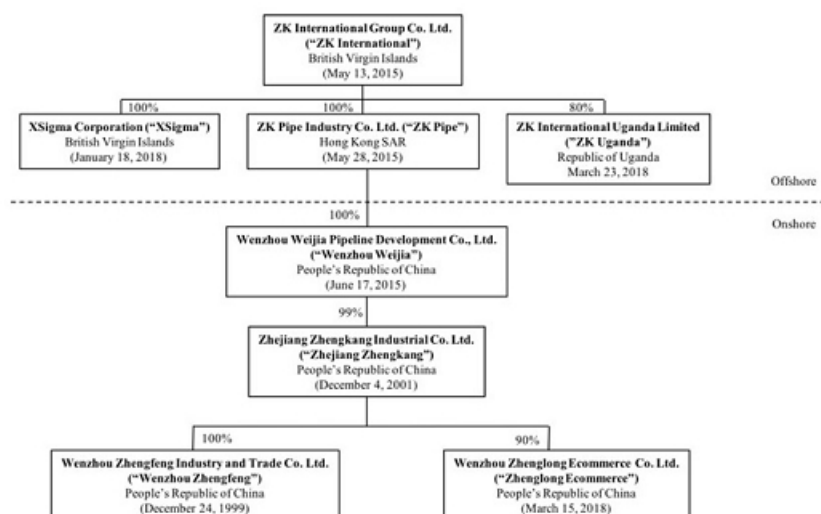 ZK International Group Co. Ltd.
(“ZK International”)
British Virgin Islands
(May 13, 2015)
100%
100%
80%
XSigma Corporation (“XSigma”)
British Virgin Islands
(January 18, 2018)
ZK Pipe Industry Co. Ltd. (“ZK Pipe”)
Hong Kong SAR
(May 28, 2015)
ZK International Uganda Limited
(”ZK Uganda”)
Republic of Uganda
March 23, 2018
Offshore
100%
Onshore
Wenzhou Weijia Pipeline Development Co., Ltd.
(“Wenzhou Weijia”)
People’s Republic of China
(June 17, 2015)
99%
Zhejiang Zhengkang Industrial Co. Ltd.
(“Zhejiang Zhengkang”)
People’s Republic of China
(December 4, 2001)
100%
90%
Wenzhou Zhengfeng Industry and Trade Co. Ltd.
(“Wenzhou Zhengfeng”)
People’s Republic of China
(December 24, 1999)
Wenzhou Zhenglong Ecommerce Co. Ltd.
(“Zhenglong Ecommerce”)
People’s Republic of China
(March 15, 2018)